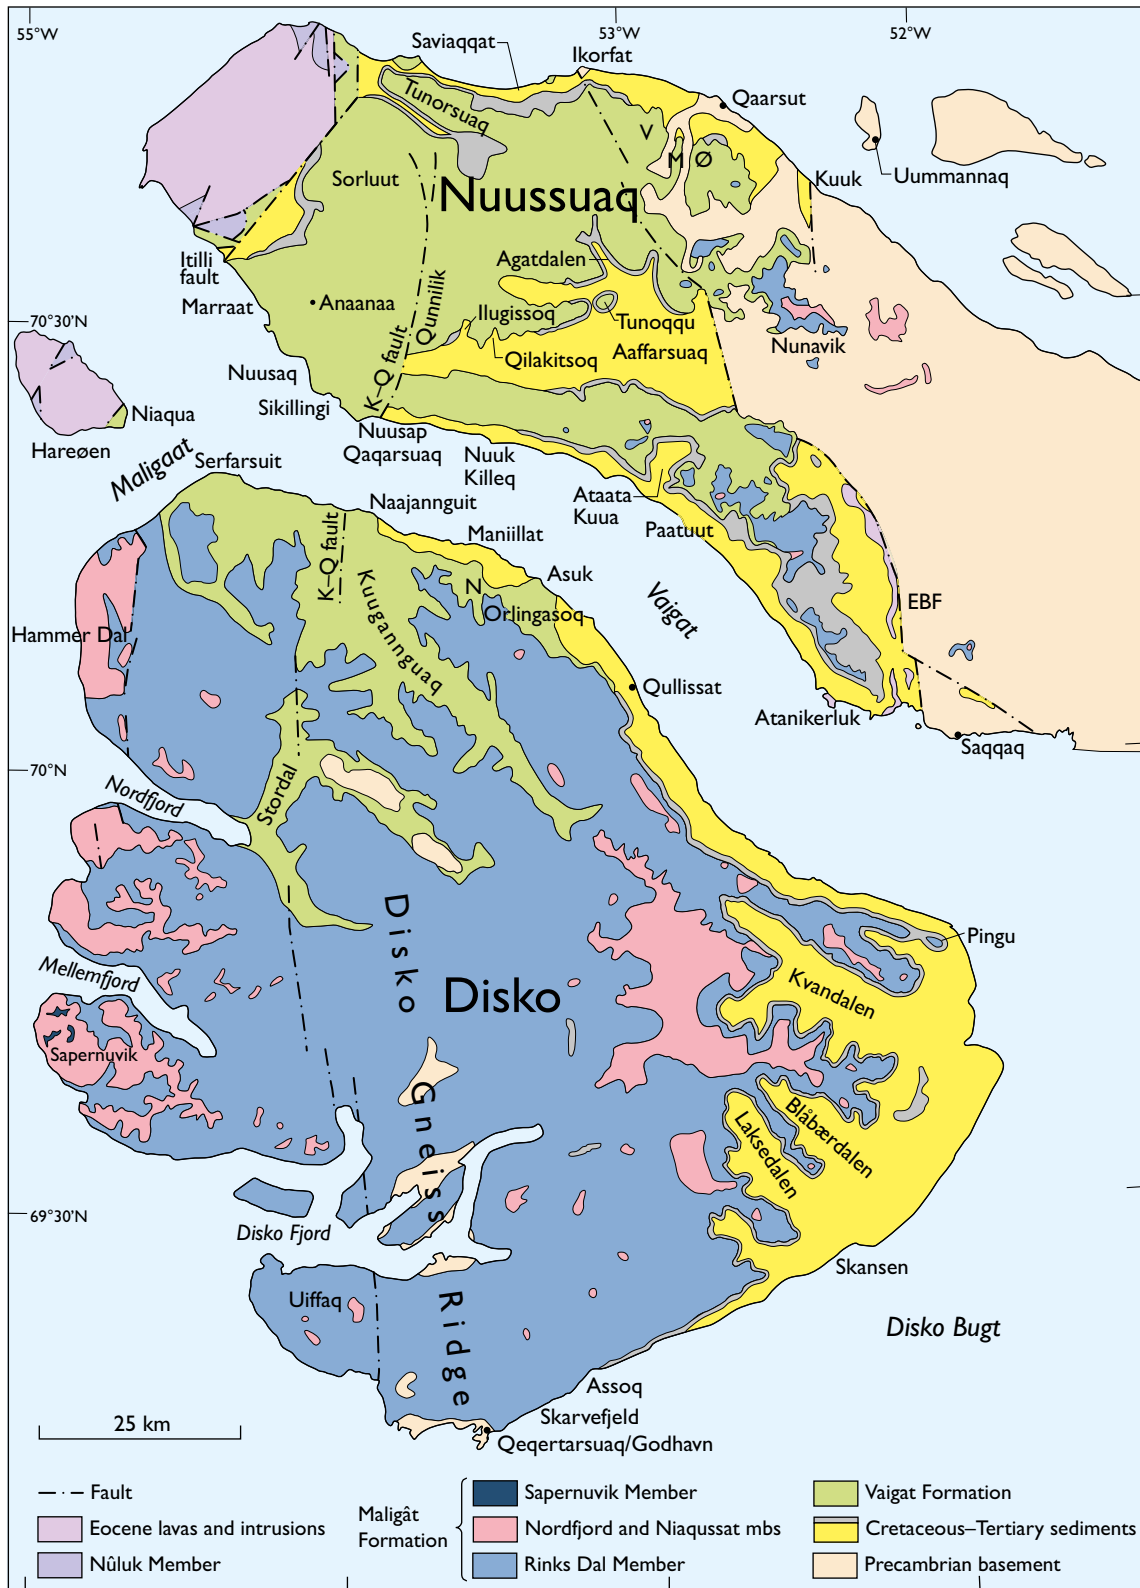 55°W
53°W
52°W
Saviaqqat
Ikorfat
Tunorsuaq
Qaarsut
V
M Ø
Uummannaq
Kuuk
Sorluut
Nuussuaq
Itilli
fault
Agatdalen
Marraat
Anaanaa
Qunnilik
Ilugissoq
Tunoqqu
70°30'N
Nunavik
Qilakitsoq
Aaffarsuaq
K–Q fault
Nuusaq
Sikillingi
Niaqua
Hareøen
Nuusap
Qaqarsuaq
Nuuk
Killeq
Maligaat
Serfarsuit
Ataata
Kuua
Naajannguit
Paatuut
K–Q fault
Maniillat
Asuk
N
Orlingasoq
Vaigat
EBF
Kuugannguaq
Hammer Dal
Qullissat
Atanikerluk
Saqqaq
70°N
Nordfjord
Stordal
Disko
Pingu
Mellemfjord
Kvandalen
Disko
Sapernuvik
Gneiss
Blåbærdalen
Laksedalen
69°30'N
Disko Fjord
Skansen
Uiffaq
Ridge
Disko Bugt
Assoq
Skarvefjeld
Qeqertarsuaq/Godhavn
25 km
Fault
Eocene lavas and intrusions
Nûluk Member
Maligât
Formation
Sapernuvik Member
Nordfjord and Niaqussat mbs
Rinks Dal Member
Vaigat Formation
Cretaceous–Tertiary sediments
Precambrian basement